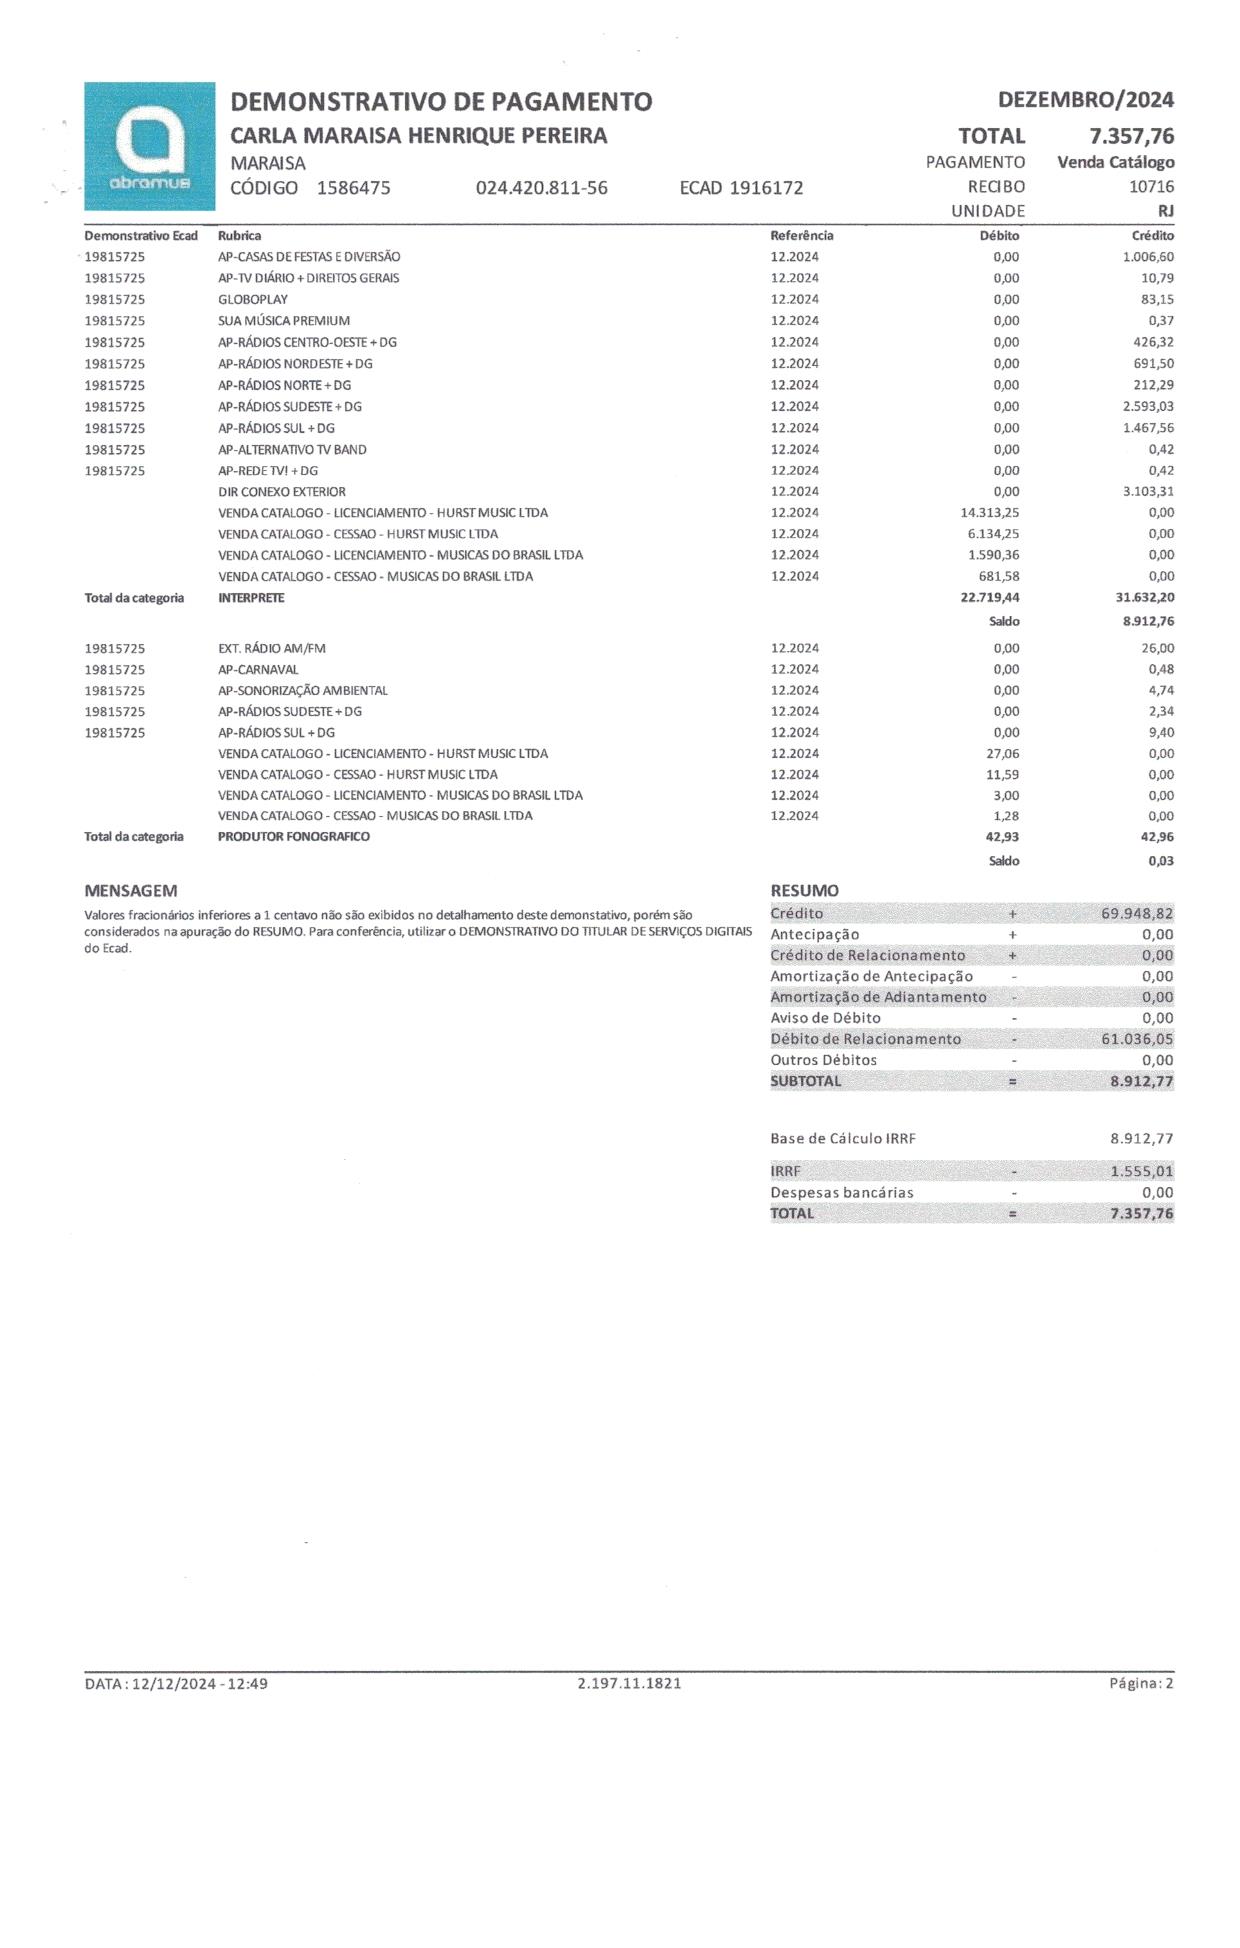 abramus
DEMONSTRATIVO DE PAGAMENTO DEZEMBRO/2024
CARLA MARAISA HENRIQUE PEREIRA TOTAL 7.357,76
MARAISA PAGAMENTO Venda Catálogo
CÓDIGO 1586475 024.420.811-56 ECAD 1916172 RECIBO 10716
UNIDADE RJ
Demonstrativo Ecad Rubrica Referência Débito Crédito
19815725 AP-CASAS DE FESTAS E DIVERSÃO 12.2024 0,00 1.006,60
19815725 AP-TV DIÁRIO + DIREITOS GERAIS 12.2024 0,00 10,79
19815725 GLOBOPLAY 12.2024 0,00 83,15
19815725 SUA MÚSICA PREMIUM 12.2024 0,00 0,37
19815725 AP-RÁDIOS CENTRO-OESTE + DG 12.2024 0,00 426,32
19815725 AP-RÁDIOS NORDESTE + DG 12.2024 0,00 691,50
19815725 AP-RÁDIOS NORTE + DG 12.2024 0,00 212,29
19815725 AP-RÁDIOS SUDESTE + DG 12.2024 0,00 2.593,03
19815725 AP-RÁDIOS SUL + DG 12.2024 0,00 1.467,56
19815725 AP-ALTERNATIVO TV BAND 12.2024 0,00 0,42
19815725 AP-REDE TV! + DG 12.2024 0,00 0,42
DIR CONEXO EXTERIOR 12.2024 0,00 3.103,31
VENDA CATALOGO - LICENCIAMENTO - HURST MUSIC LTDA 12.2024 14.313,25 0,00
VENDA CATALOGO - CESSAO - HURST MUSIC LTDA 12.2024 6.134,25 0,00
VENDA CATALOGO - LICENCIAMENTO - MUSICAS DO BRASIL LTDA 12.2024 1.590,36 0,00
VENDA CATALOGO - CESSAO - MUSICAS DO BRASIL LTDA 12.2024 681,58 0,00
Total da categoria INTERPRETE 22.719,44 31.632,20
Saldo 8.912,76
19815725 EXT. RÁDIO AM/FM 12.2024 0,00 26,00
19815725 AP-CARNAVAL 12.2024 0,00 0,48
19815725 AP-SONORIZAÇÃO AMBIENTAL 12.2024 0,00 4,74
19815725 AP-RÁDIOS SUDESTE + DG 12.2024 0,00 2,34
19815725 AP-RÁDIOS SUL + DG 12.2024 0,00 9,40
VENDA CATALOGO - LICENCIAMENTO - HURST MUSIC LTDA 12.2024 27,06 0,00
VENDA CATALOGO - CESSAO - HURST MUSIC LTDA 12.2024 11,59 0,00
VENDA CATALOGO - LICENCIAMENTO - MUSICAS DO BRASIL LTDA 12.2024 3,00 0,00
VENDA CATALOGO - CESSAO - MUSICAS DO BRASIL LTDA 12.2024 1,28 0,00
Total da categoria PRODUTOR FONOGRAFICO 42,93 42,96
Saldo 0,03
MENSAGEM
Valores fracionários inferiores a 1 centavo não são exibidos no detalhamento deste demonstativo, porém são
considerados na apuração do RESUMO. Para conferência, utilizar o DEMONSTRATIVO DO TITULAR DE SERVIÇOS DIGITAIS
do Ecad.
RESUMO
Crédito + 69.948,82
Antecipação + 0,00
Crédito de Relacionamento + 0,00
Amortização de Antecipação - 0,00
Amortização de Adiantamento - 0,00
Aviso de Débito - 0,00
Débito de Relacionamento - 61.036,05
Outros Débitos - 0,00
SUBTOTAL = 8.912,77
Base de Cálculo IRRF 8.912,77
IRRF - 1.555,01
Despesas bancárias - 0,00
TOTAL = 7.357,76
DATA : 12/12/2024 - 12:49 2.197.11.1821 Página: 2